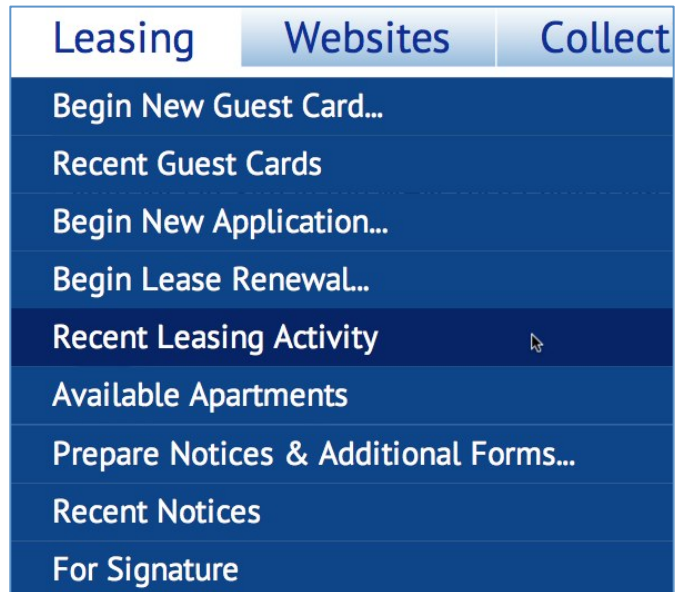 Leasing Websites Collect
Begin New Guest Card...
Recent Guest Cards
Begin New Application...
Begin Lease Renewal...
Recent Leasing Activity
Available Apartments
Prepare Notices & Additional Forms...
Recent Notices
For Signature